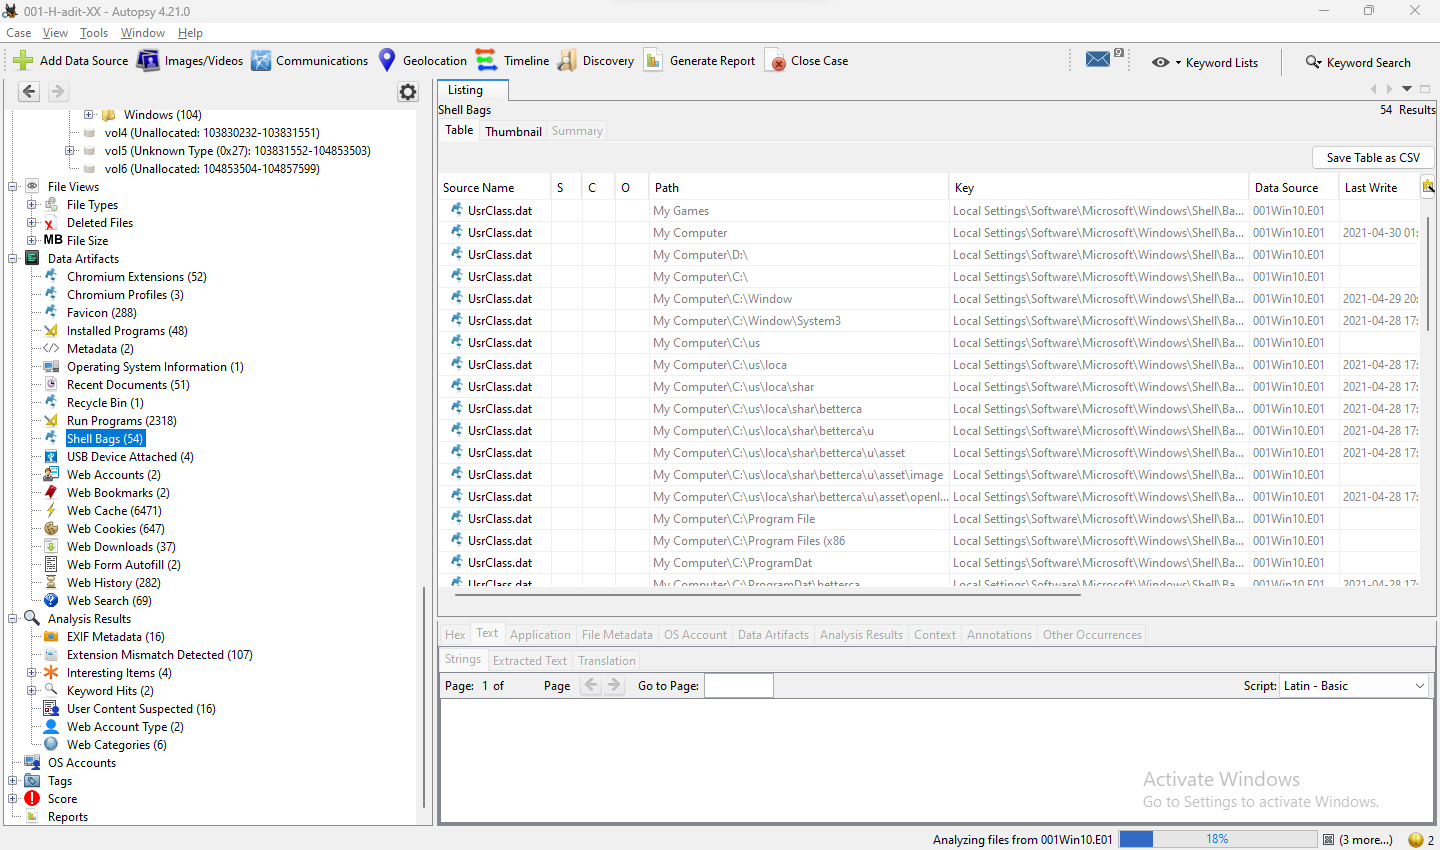 001-H-adit-XX - Autopsy 4.21.0
Case View Tools Window Help
Add Data Source Images/Videos Communications Geolocation Timeline Discovery Generate Report Close Case 9 Keyword Lists Keyword Search
Windows (104)
vol4 (Unallocated: 103830232-103831551)
vol5 (Unknown Type (0x27): 103831552-104853503)
vol6 (Unallocated: 104853504-104857599)
File Views
File Types
Deleted Files
MB File Size
Data Artifacts
Chromium Extensions (52)
Chromium Profiles (3)
Favicon (288)
Installed Programs (48)
Metadata (2)
Operating System Information (1)
Recent Documents (51)
Recycle Bin (1)
Run Programs (2318)
Shell Bags (54)
USB Device Attached (4)
Web Accounts (2)
Web Bookmarks (2)
Web Cache (6471)
Web Cookies (647)
Web Downloads (37)
Web Form Autofill (2)
Web History (282)
Web Search (69)
Analysis Results
EXIF Metadata (16)
Extension Mismatch Detected (107)
Interesting Items (4)
Keyword Hits (2)
User Content Suspected (16)
Web Account Type (2)
Web Categories (6)
OS Accounts
Tags
Score
Reports
Listing
Shell Bags 54 Results
Table Thumbnail Summary
Save Table as CSV
Source Name S C O Path Key Data Source Last Write
UsrClass.dat My Games Local Settings\Software\Microsoft\Windows\Shell\Ba... 001Win10.E01
UsrClass.dat My Computer Local Settings\Software\Microsoft\Windows\Shell\Ba... 001Win10.E01 2021-04-30 01:
UsrClass.dat My Computer\D:\ Local Settings\Software\Microsoft\Windows\Shell\Ba... 001Win10.E01
UsrClass.dat My Computer\C:\ Local Settings\Software\Microsoft\Windows\Shell\Ba... 001Win10.E01
UsrClass.dat My Computer\C:\Window Local Settings\Software\Microsoft\Windows\Shell\Ba... 001Win10.E01 2021-04-29 20:
UsrClass.dat My Computer\C:\Window\System3 Local Settings\Software\Microsoft\Windows\Shell\Ba... 001Win10.E01 2021-04-28 17:
UsrClass.dat My Computer\C:\us Local Settings\Software\Microsoft\Windows\Shell\Ba... 001Win10.E01
UsrClass.dat My Computer\C:\us\loca Local Settings\Software\Microsoft\Windows\Shell\Ba... 001Win10.E01 2021-04-28 17:
UsrClass.dat My Computer\C:\us\loca\shar Local Settings\Software\Microsoft\Windows\Shell\Ba... 001Win10.E01 2021-04-28 17:
UsrClass.dat My Computer\C:\us\loca\shar\betterca Local Settings\Software\Microsoft\Windows\Shell\Ba... 001Win10.E01 2021-04-28 17:
UsrClass.dat My Computer\C:\us\loca\shar\betterca\u Local Settings\Software\Microsoft\Windows\Shell\Ba... 001Win10.E01 2021-04-28 17:
UsrClass.dat My Computer\C:\us\loca\shar\betterca\u\asset Local Settings\Software\Microsoft\Windows\Shell\Ba... 001Win10.E01 2021-04-28 17:
UsrClass.dat My Computer\C:\us\loca\shar\betterca\u\asset\image Local Settings\Software\Microsoft\Windows\Shell\Ba... 001Win10.E01
UsrClass.dat My Computer\C:\us\loca\shar\betterca\u\asset\openl... Local Settings\Software\Microsoft\Windows\Shell\Ba... 001Win10.E01 2021-04-28 17:
UsrClass.dat My Computer\C:\Program File Local Settings\Software\Microsoft\Windows\Shell\Ba... 001Win10.E01
UsrClass.dat My Computer\C:\Program Files (x86 Local Settings\Software\Microsoft\Windows\Shell\Ba... 001Win10.E01
UsrClass.dat My Computer\C:\ProgramDat Local Settings\Software\Microsoft\Windows\Shell\Ba... 001Win10.E01
UsrClass.dat My Computer\C:\ProgramDat\betterca Local Settings\Software\Microsoft\Windows\Shell\Ba... 001Win10.E01 2021-04-28 17:
Hex Text Application File Metadata OS Account Data Artifacts Analysis Results Context Annotations Other Occurrences
Strings Extracted Text Translation
Page: 1 of Page Go to Page: Script: Latin - Basic
Activate Windows
Go to Settings to activate Windows.
Analyzing files from 001Win10.E01 18% (3 more...) 2